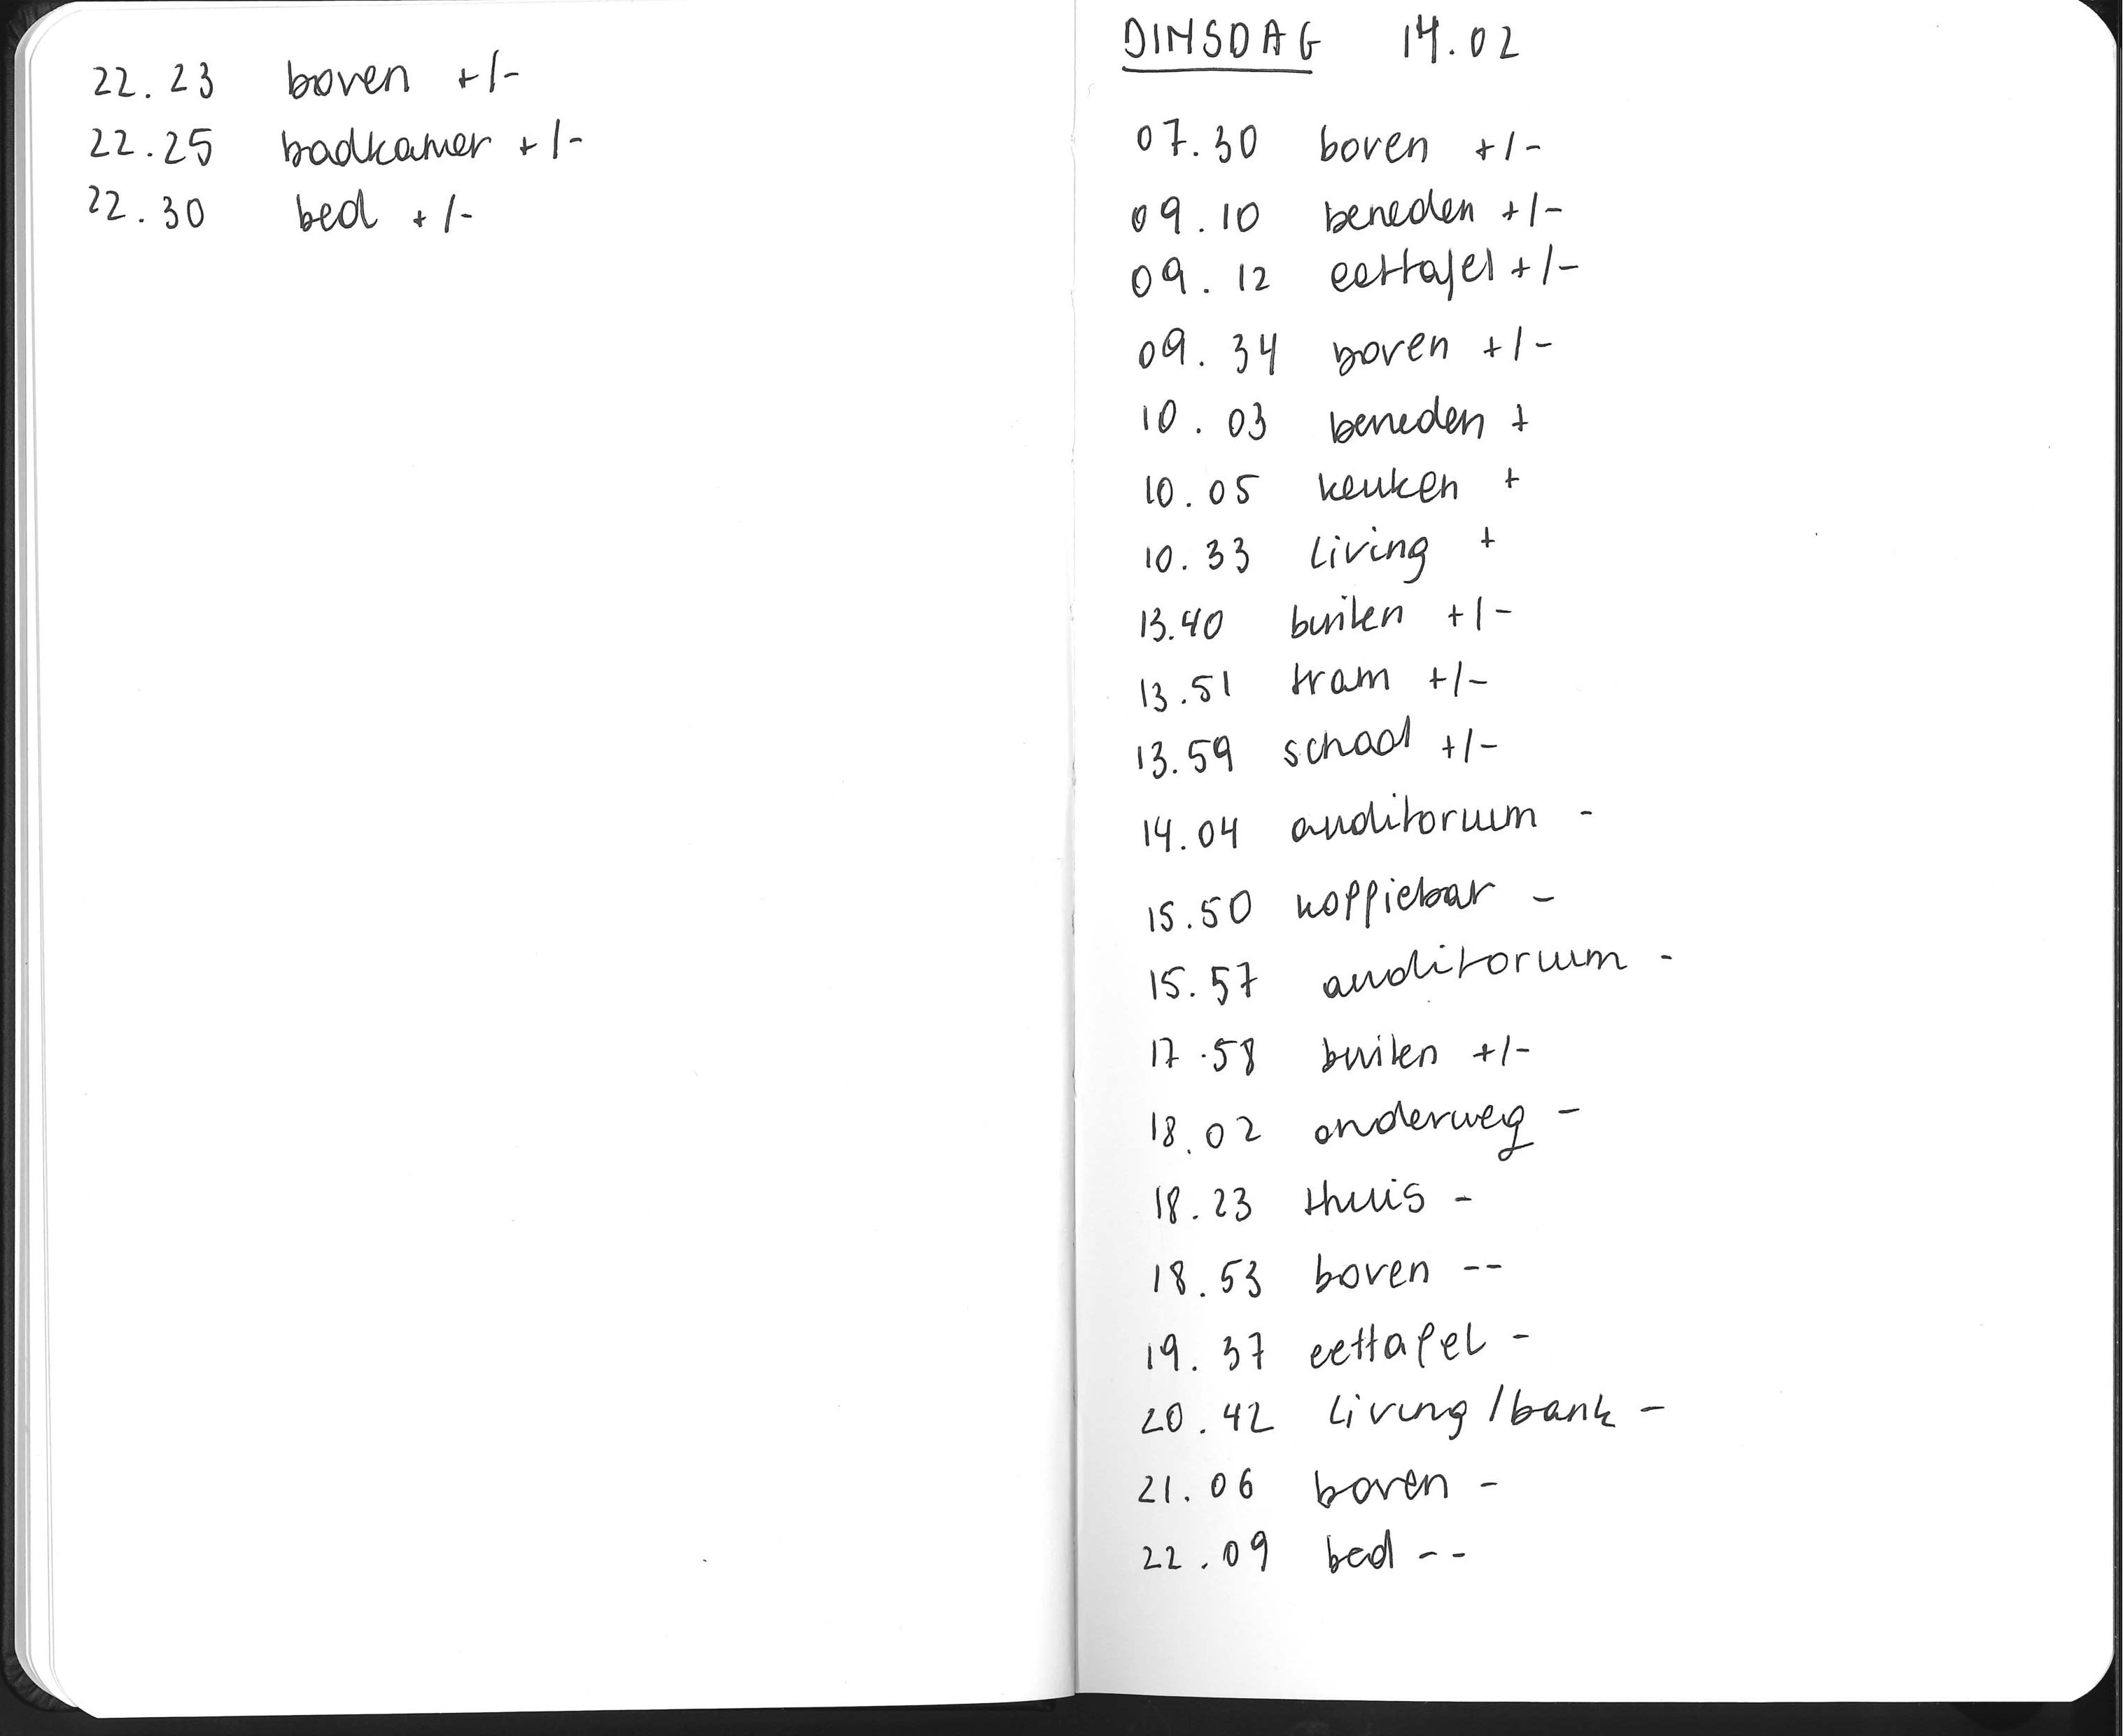 22.23 boven +/-
22.25 badkamer +/-
22.30 bed +/-
DINSDAG 14.02
07.30 boven +/-
09.10 beneden +/-
09.12 eettafel +/-
09.34 boven +/-
10.03 beneden +
10.05 keuken +
10.33 living +
13.40 buiten +/-
13.51 tram +/-
13.59 school +/-
14.04 auditorium -
15.50 koffiebar -
15.57 auditorium -
17.58 buiten +/-
18.02 onderweg -
18.23 thuis -
18.53 boven --
19.37 eettafel -
20.42 living/bank -
21.06 boven -
22.09 bed --